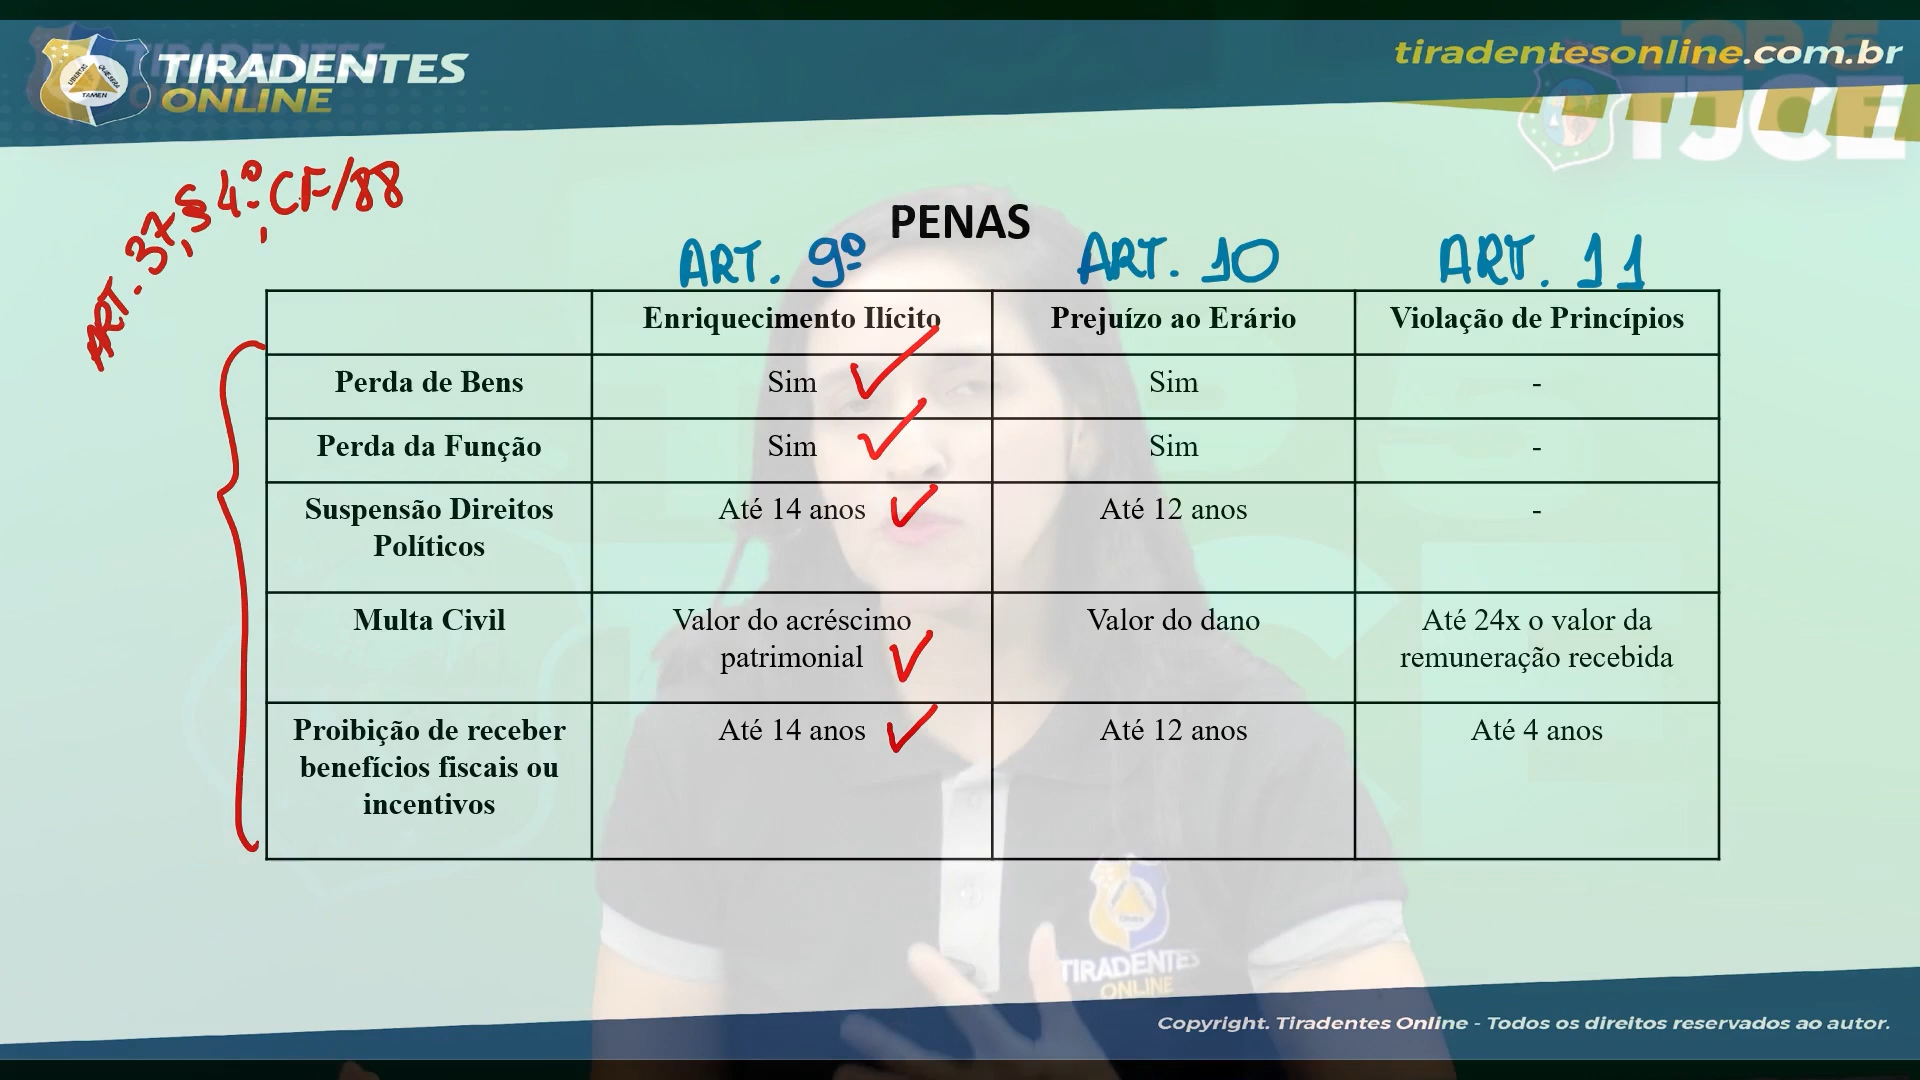 TIRADENTES
ONLINE
tiradentesonline.com.br
TJCE
ART. 37, § 4º, CF/88
PENAS
ART. 9º ART. 10 ART. 11
Enriquecimento Ilícito Prejuízo ao Erário Violação de Princípios
Perda de Bens Sim Sim -
Perda da Função Sim Sim -
Suspensão Direitos Até 14 anos Até 12 anos -
Políticos
Multa Civil Valor do acréscimo Valor do dano Até 24x o valor da
patrimonial remuneração recebida
Proibição de receber Até 14 anos Até 12 anos Até 4 anos
benefícios fiscais ou
incentivos
TIRADENTES
ONLINE
Copyright. Tiradentes Online - Todos os direitos reservados ao autor.